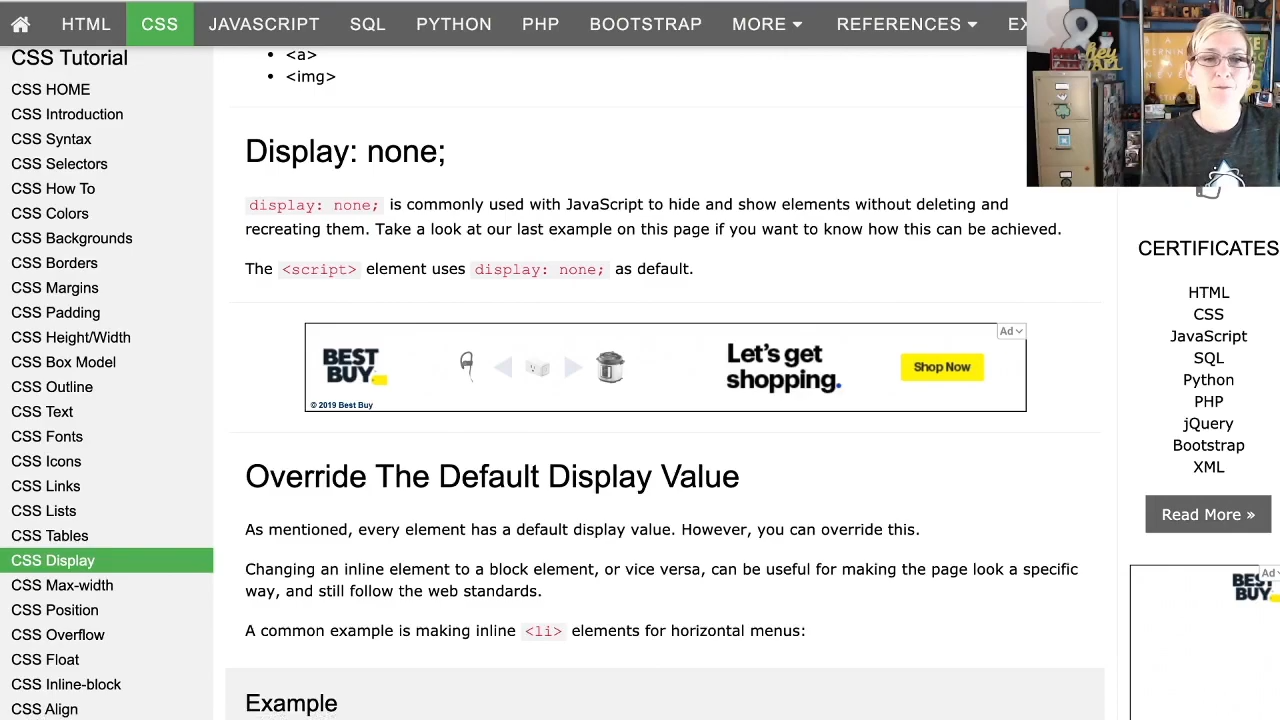 HTML
CSS
JAVASCRIPT
SQL
PYTHON
PHP
BOOTSTRAP
MORE
REFERENCES
CSS Tutorial
CSS HOME
CSS Introduction
CSS Syntax
CSS Selectors
CSS How To
CSS Colors
CSS Backgrounds
CSS Borders
CSS Margins
CSS Padding
CSS Height/Width
CSS Box Model
CSS Outline
CSS Text
CSS Fonts
CSS Icons
CSS Links
CSS Lists
CSS Tables
CSS Display
CSS Max-width
CSS Position
CSS Overflow
CSS Float
CSS Inline-block
CSS Align
• <a>
• <img>
Display: none;
display: none; is commonly used with JavaScript to hide and show elements without deleting and
recreating them. Take a look at our last example on this page if you want to know how this can be achieved.
The <script> element uses display: none; as default.
Ad
BEST
BUY
Let's get
shopping.
Shop Now
© 2019 Best Buy
Override The Default Display Value
As mentioned, every element has a default display value. However, you can override this.
Changing an inline element to a block element, or vice versa, can be useful for making the page look a specific
way, and still follow the web standards.
A common example is making inline <li> elements for horizontal menus:
Example
hey
CERTIFICATES
HTML
CSS
JavaScript
SQL
Python
PHP
jQuery
Bootstrap
XML
Read More »
Ad
BEST
BUY